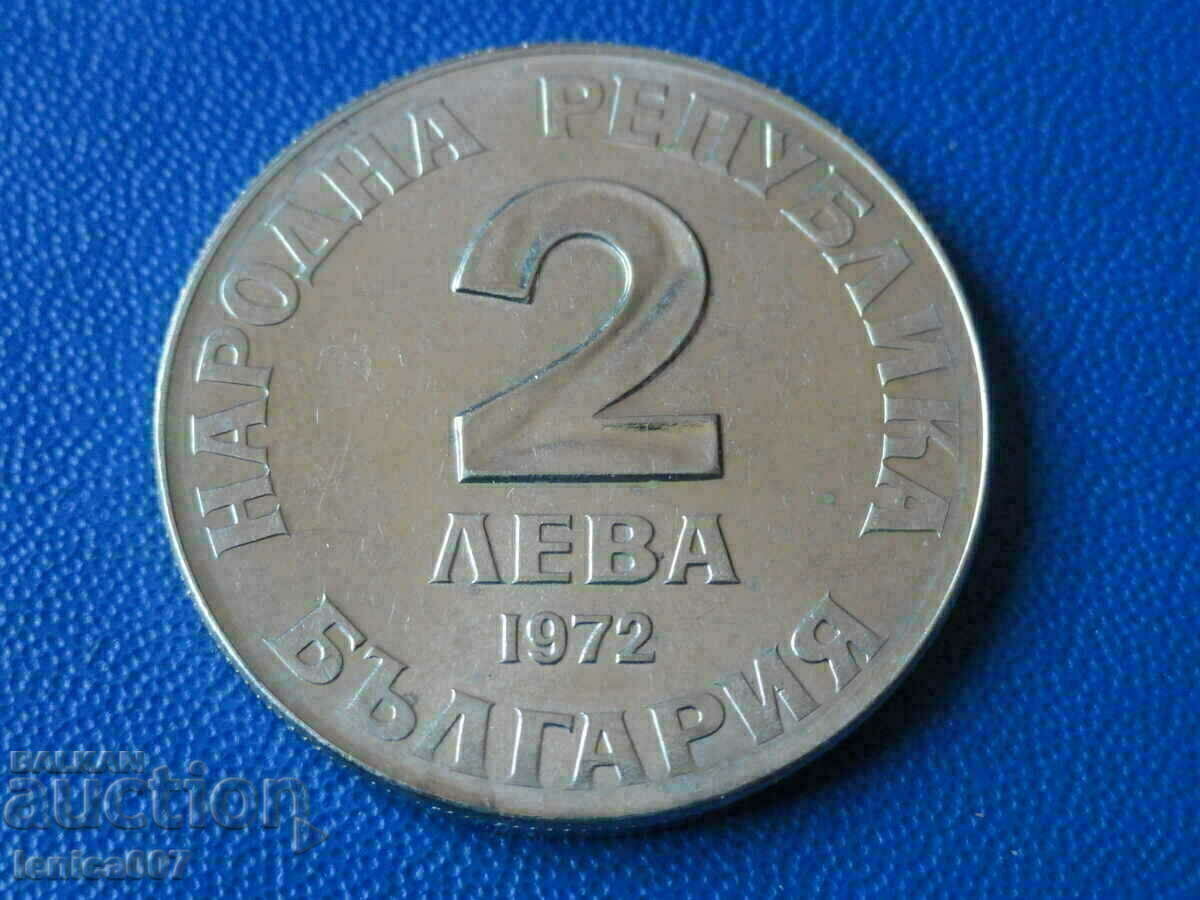 НАРОДНА РЕПУБЛИКА
2
ЛЕВА
1972
БЪЛГАРИЯ
BALKAN
auction
lenica007